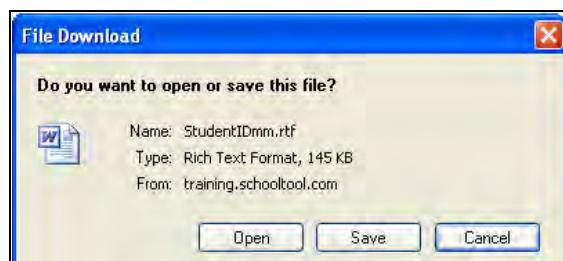 File Download
Do you want to open or save this file?
Name: StudentIDmm.rtf
Type: Rich Text Format, 145 KB
From: training.schooltool.com
Open Save Cancel